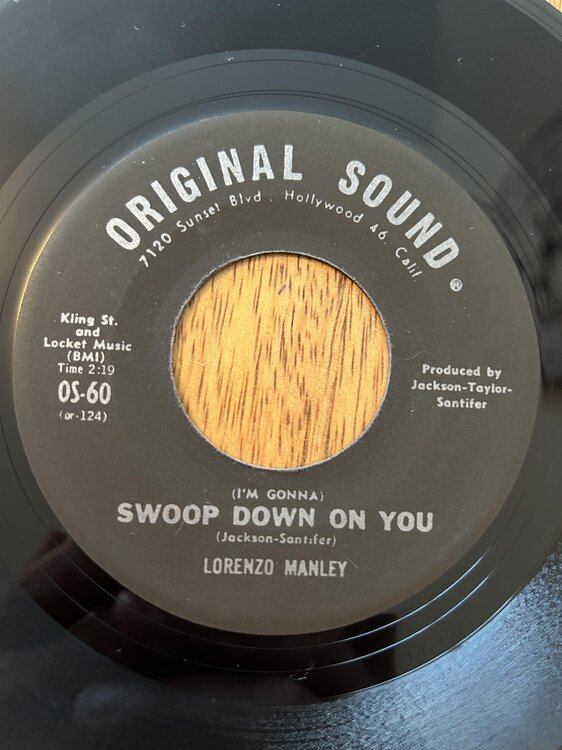 ORIGINAL SOUND®
7120 Sunset Blvd. Hollywood 46, Calif
Kling St.
and
Locket Music
(BMI)
Time 2:19
OS-60
(or-124)
Produced by
Jackson-Taylor-
Santifer
(I'M GONNA)
SWOOP DOWN ON YOU
(Jackson-Santifer)
LORENZO MANLEY